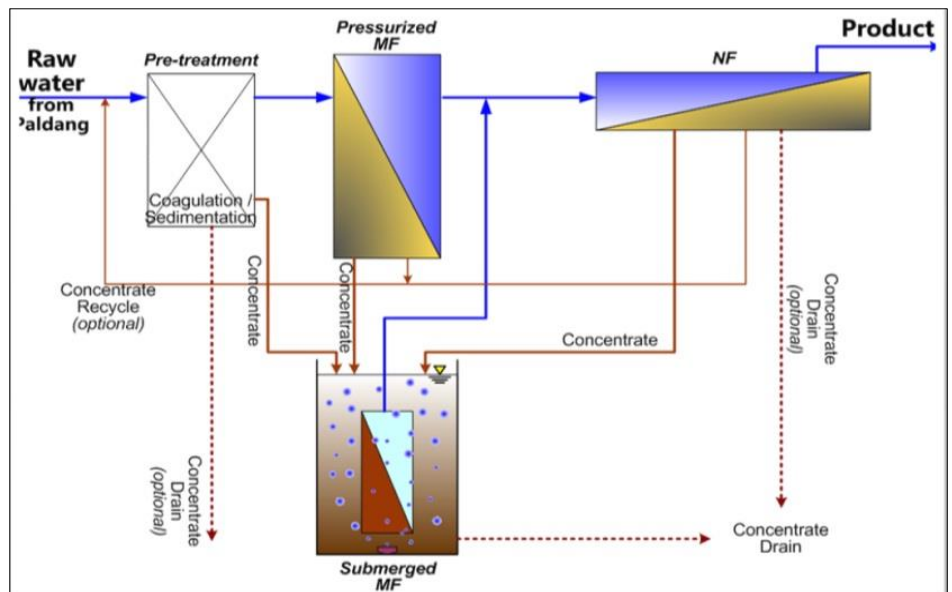 Raw
water
from
Paldang
Pre-treatment
Pressurized
MF
NF
Product
Coagulation /
Sedimentation
Concentrate
Recycle
(optional)
Concentrate
Concentrate
Concentrate
Concentrate
Drain
(optional)
Concentrate
Drain
(optional)
Concentrate
Drain
Submerged
MF